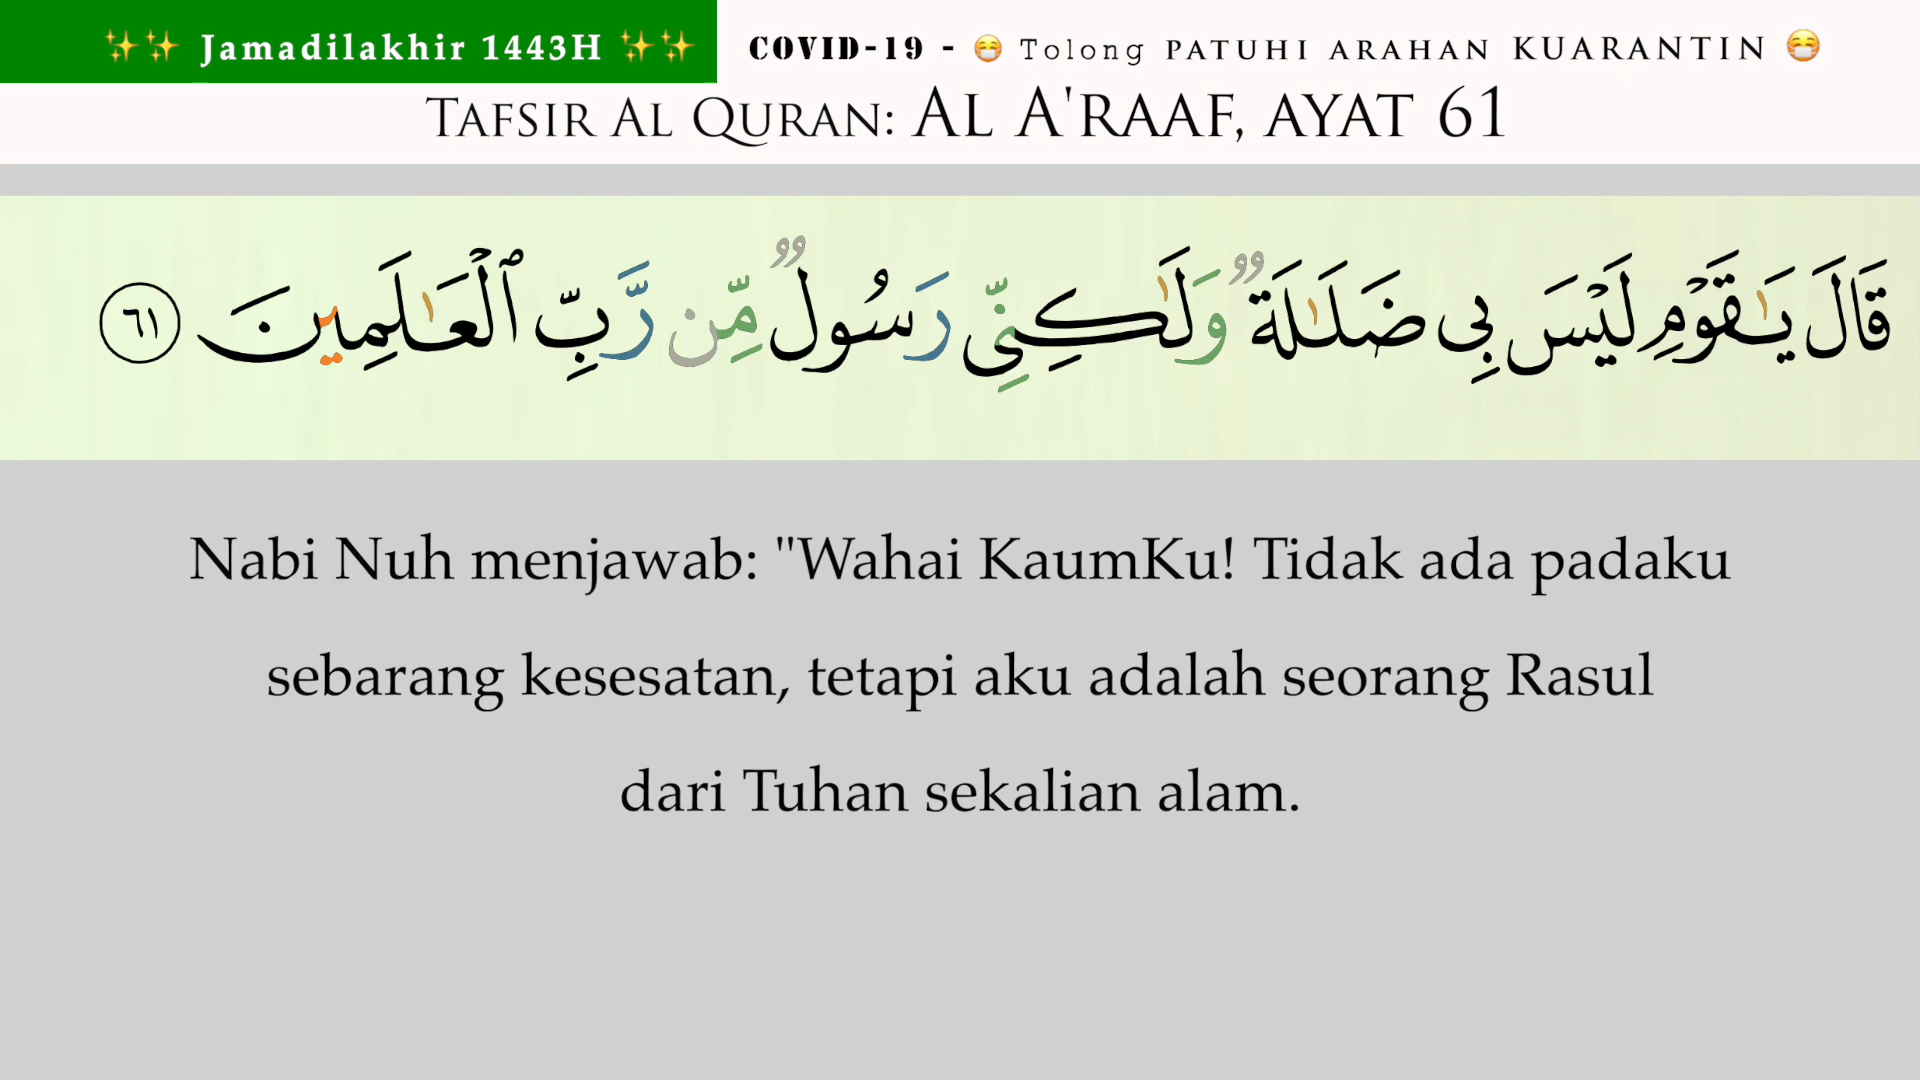 ✨✨ Jamadilakhir 1443H ✨✨
COVID-19 - 😷 Tolong PATUHI ARAHAN KUARANTIN 😷
TAFSIR AL QURAN: AL A'RAAF, AYAT 61
قَالَ يَـٰقَوْمِ لَيْسَ بِى ضَلَـٰلَةٌ وَلَـٰكِنِّى رَسُولٌ مِّن رَّبِّ ٱلْعَـٰلَمِينَ ٦١
Nabi Nuh menjawab: "Wahai KaumKu! Tidak ada padaku
sebarang kesesatan, tetapi aku adalah seorang Rasul
dari Tuhan sekalian alam.